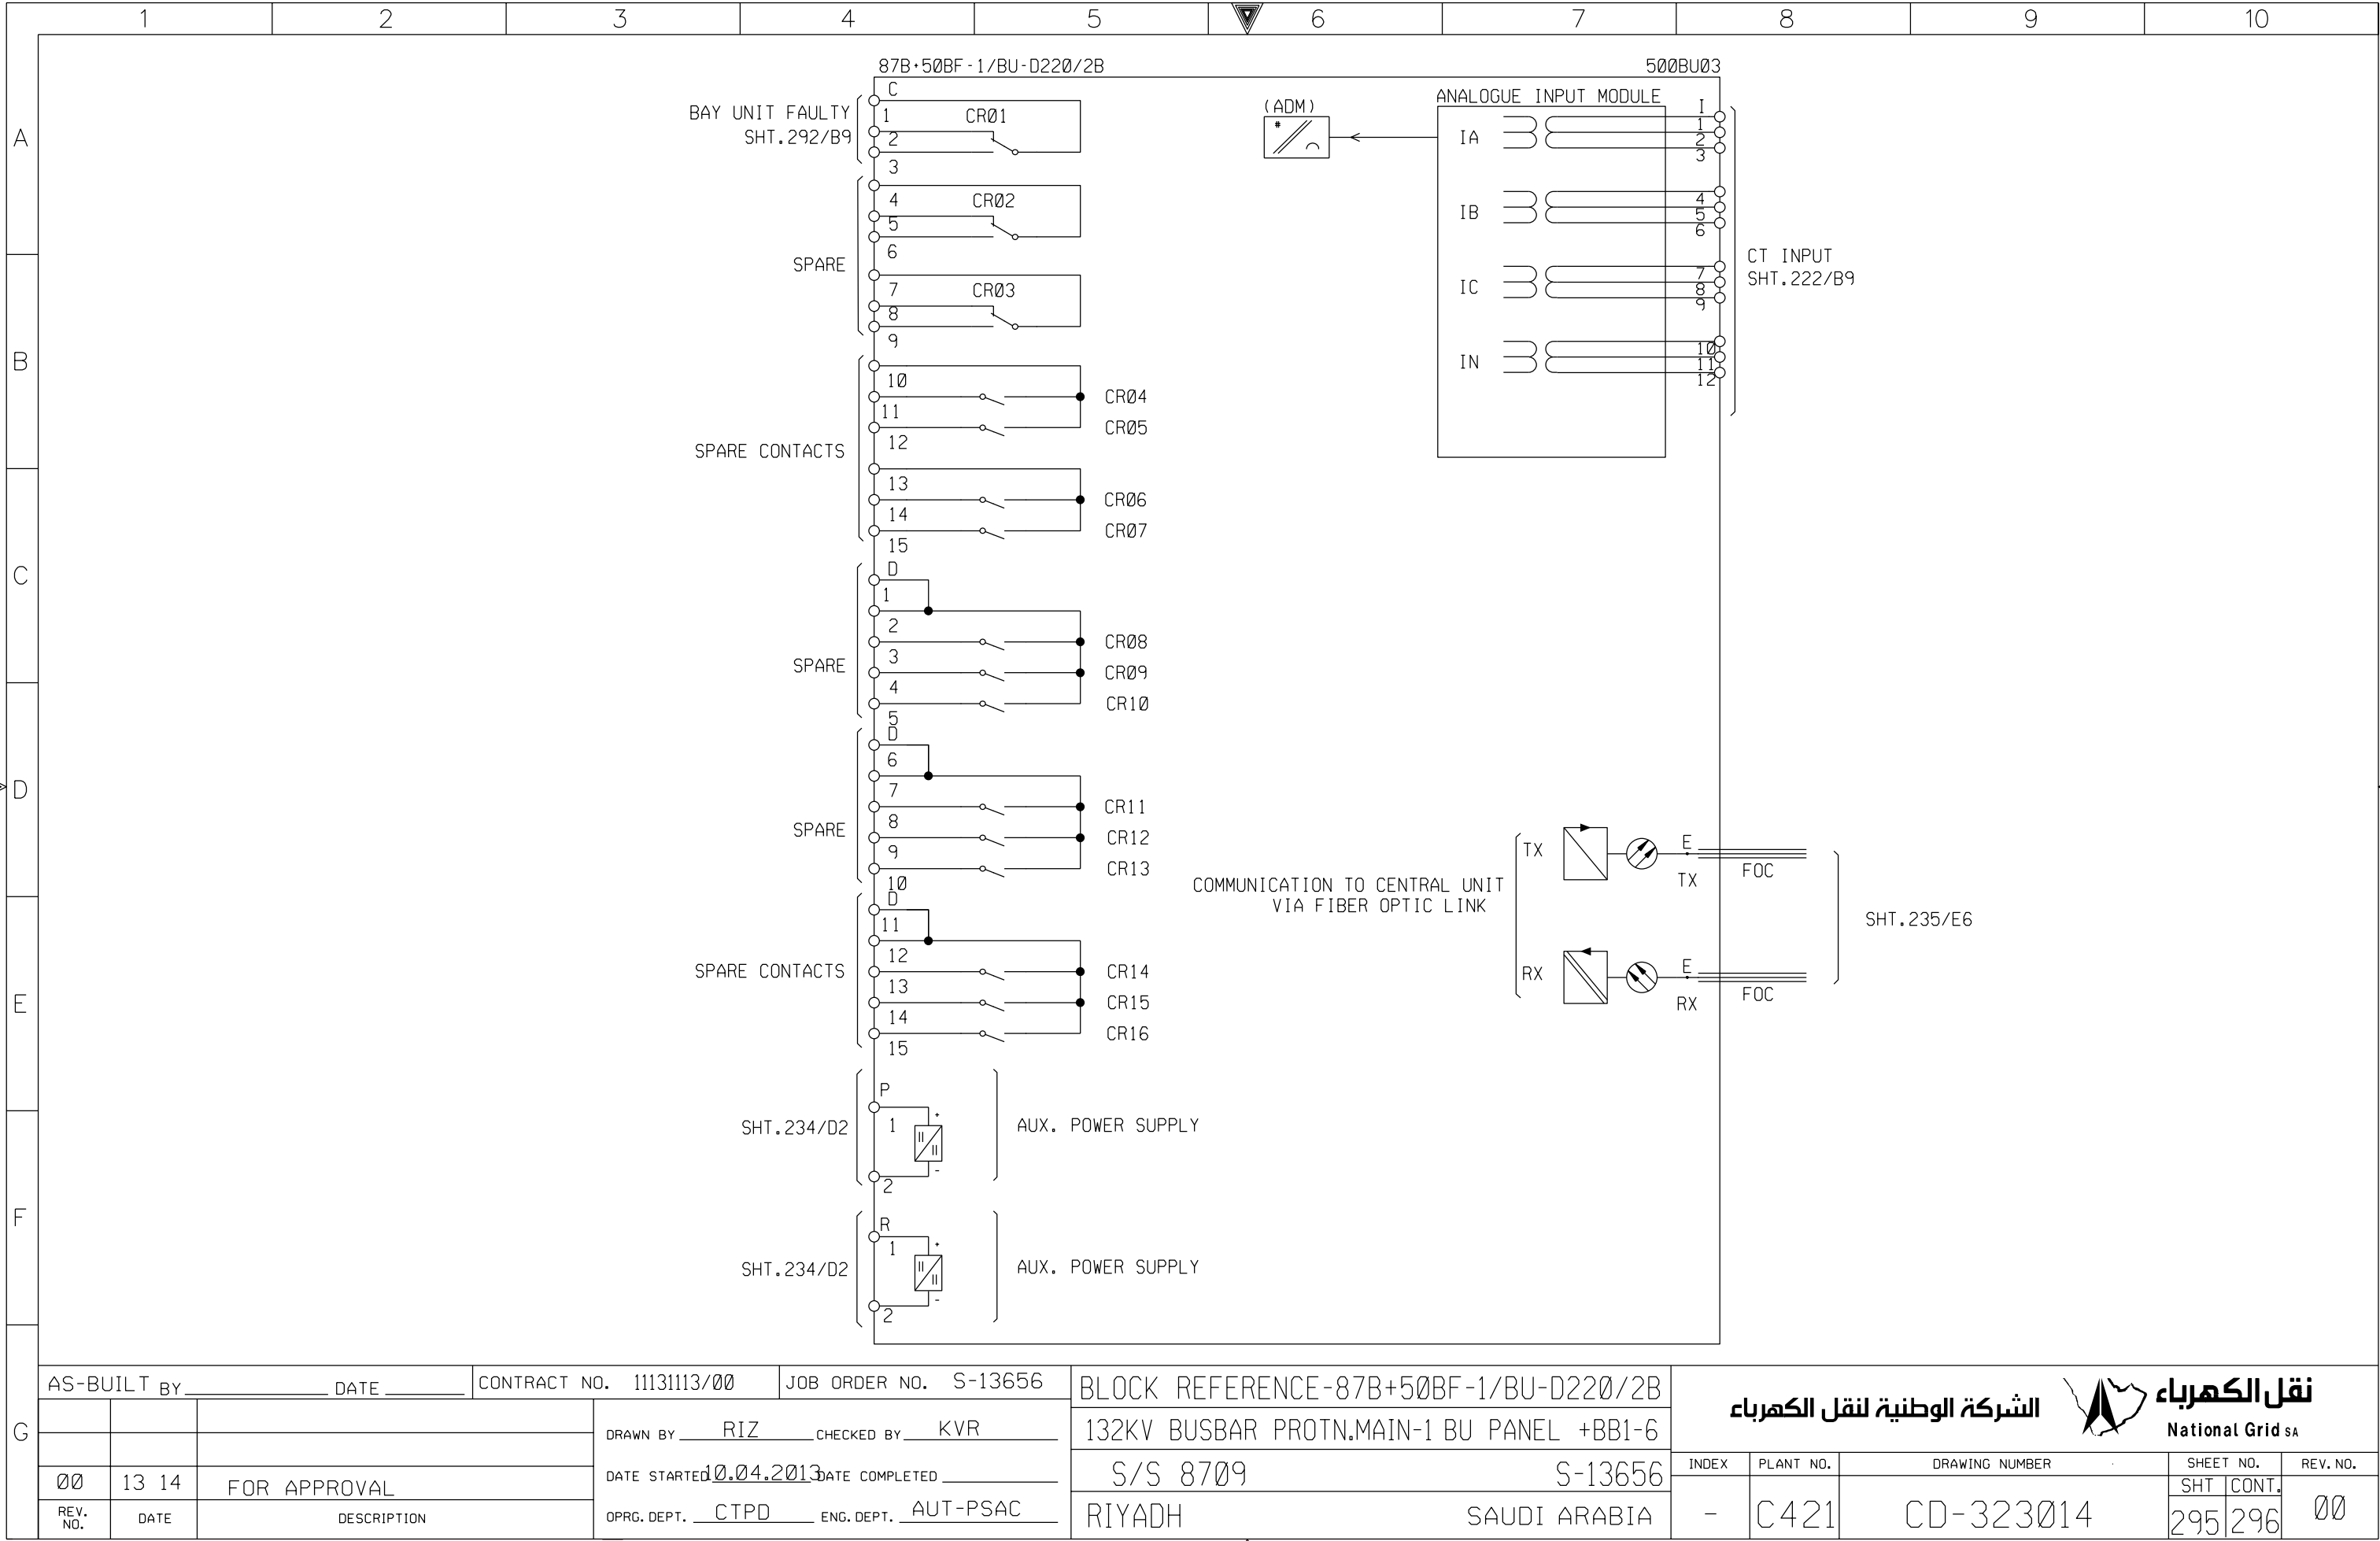 1 2 3 4 5 6 7 8 9 10
A
B
C
D
E
F
G
87B+50BF-1/BU-D220/2B
500BU03
BAY UNIT FAULTY
SHT.292/B9
C
1
2
3
CR01
SPARE
4
5
6
CR02
7
8
9
CR03
SPARE CONTACTS
10
11
12
CR04
CR05
13
14
15
CR06
CR07
SPARE
D
1
2
3
4
5
CR08
CR09
CR10
SPARE
D
6
7
8
9
10
CR11
CR12
CR13
SPARE CONTACTS
D
11
12
13
14
15
CR14
CR15
CR16
SHT.234/D2
P
1
2
+
-
AUX. POWER SUPPLY
SHT.234/D2
R
1
2
+
-
AUX. POWER SUPPLY
(ADM)
#
ANALOGUE INPUT MODULE
I
IA
1
2
3
IB
4
5
6
IC
7
8
9
IN
10
11
12
CT INPUT
SHT.222/B9
COMMUNICATION TO CENTRAL UNIT
VIA FIBER OPTIC LINK
TX
E
TX
FOC
RX
E
RX
FOC
SHT.235/E6
AS-BUILT BY DATE
CONTRACT NO. 11131113/00
JOB ORDER NO. S-13656
DRAWN BY RIZ CHECKED BY KVR
DATE STARTED 10.04.2013 DATE COMPLETED
OPRG.DEPT. CTPD ENG.DEPT. AUT-PSAC
00 13 14 FOR APPROVAL
REV. NO. DATE DESCRIPTION
BLOCK REFERENCE-87B+50BF-1/BU-D220/2B
132KV BUSBAR PROTN.MAIN-1 BU PANEL +BB1-6
S/S 8709 S-13656
RIYADH SAUDI ARABIA
الشركة الوطنية لنقل الكهرباء
نقل الكهرباء
National Grid SA
INDEX PLANT NO. DRAWING NUMBER SHEET NO. REV. NO.
SHT CONT.
- C421 CD-323014 295 296 00